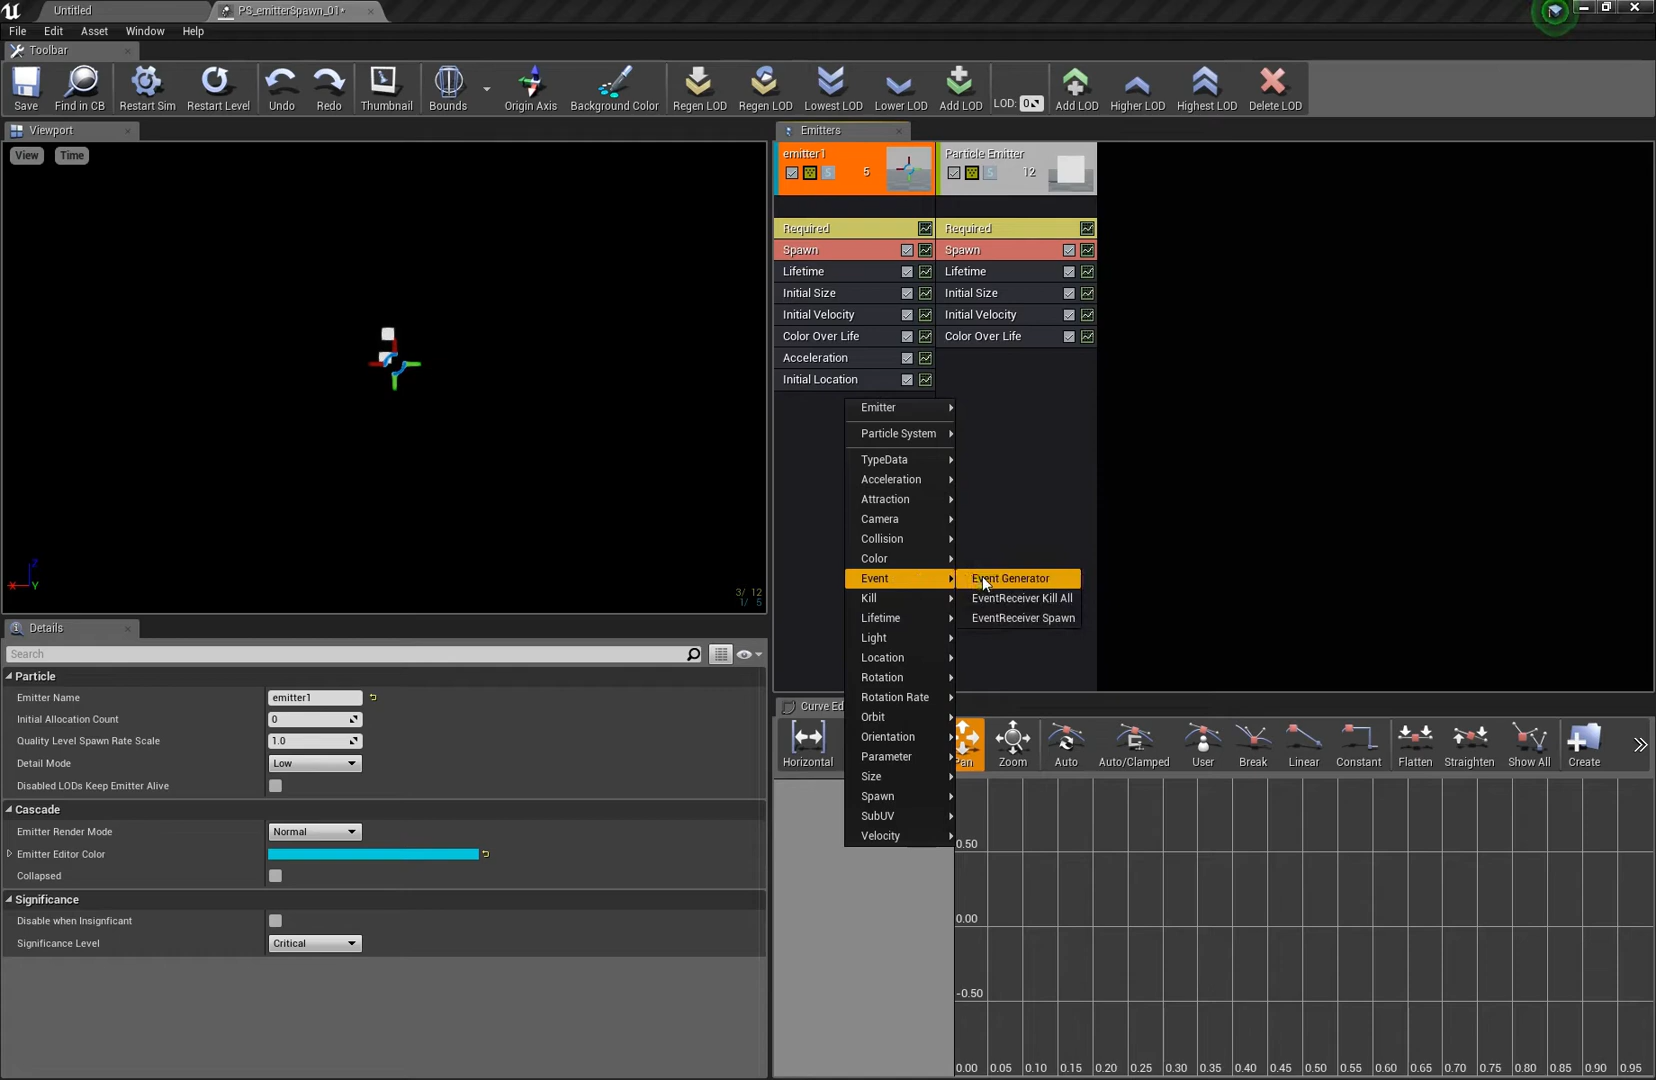 Untitled
PS_emitterSpawn_01*
File Edit Asset Window Help
Toolbar
Save
Find in CB
Restart Sim
Restart Level
Undo
Redo
Thumbnail
Bounds
Origin Axis
Background Color
Regen LOD
Regen LOD
Lowest LOD
Lower LOD
Add LOD
LOD: 0
Add LOD
Higher LOD
Highest LOD
Delete LOD
Viewport
View
Time
Z
X
Y
3/ 12
1/ 5
Emitters
emitter1
S
5
Required
Spawn
Lifetime
Initial Size
Initial Velocity
Color Over Life
Acceleration
Initial Location
Particle Emitter
S
12
Required
Spawn
Lifetime
Initial Size
Initial Velocity
Color Over Life
Emitter
Particle System
TypeData
Acceleration
Attraction
Camera
Collision
Color
Event
Kill
Lifetime
Light
Location
Rotation
Rotation Rate
Orbit
Orientation
Parameter
Size
Spawn
SubUV
Velocity
Event Generator
EventReceiver Kill All
EventReceiver Spawn
Details
Search
Particle
Emitter Name emitter1
Initial Allocation Count 0
Quality Level Spawn Rate Scale 1.0
Detail Mode Low
Disabled LODs Keep Emitter Alive
Cascade
Emitter Render Mode Normal
Emitter Editor Color
Collapsed
Significance
Disable when Insignficant
Significance Level Critical
Curve Ed
Horizontal
Pan
Zoom
Auto
Auto/Clamped
User
Break
Linear
Constant
Flatten
Straighten
Show All
Create
0.50
0.00
-0.50
0.00 0.05 0.10 0.15 0.20 0.25 0.30 0.35 0.40 0.45 0.50 0.55 0.60 0.65 0.70 0.75 0.80 0.85 0.90 0.95